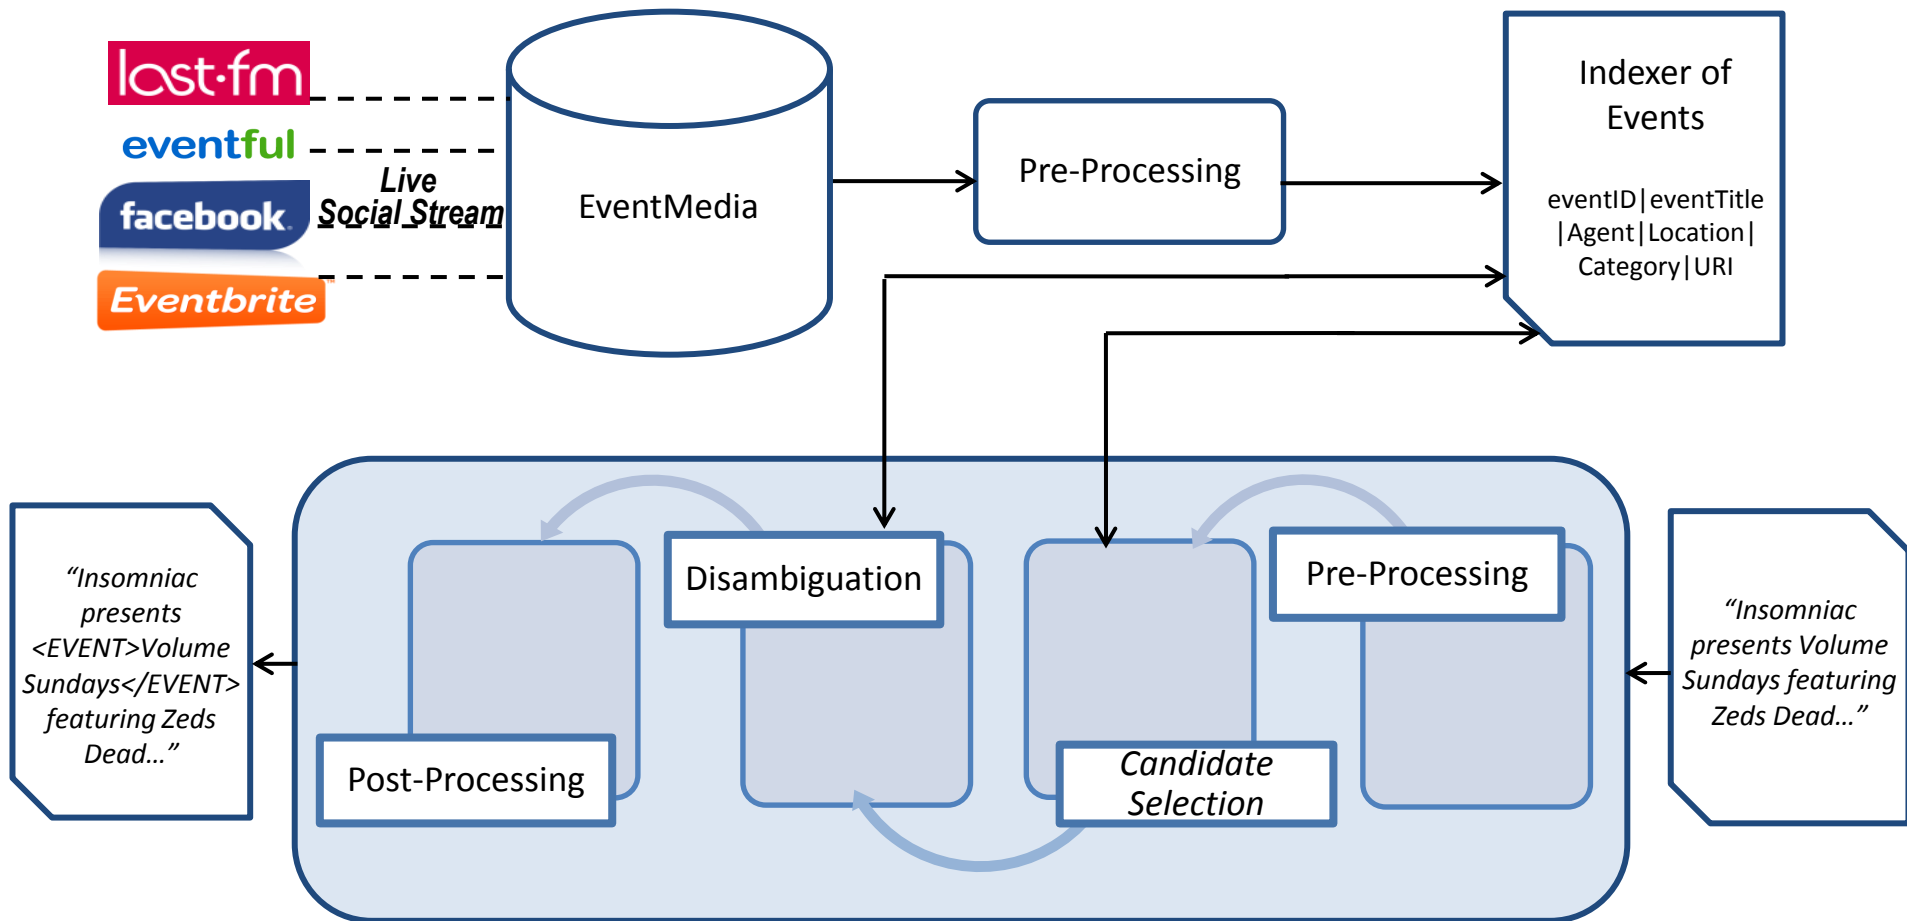 last·fm
eventful
facebook.
Eventbrite™
Live
Social Stream
EventMedia
Pre-Processing
Indexer of
Events
eventID|eventTitle
|Agent|Location|
Category|URI
“Insomniac
presents
<EVENT>Volume
Sundays</EVENT>
featuring Zeds
Dead…”
Post-Processing
Disambiguation
Candidate
Selection
Pre-Processing
“Insomniac
presents Volume
Sundays featuring
Zeds Dead…”